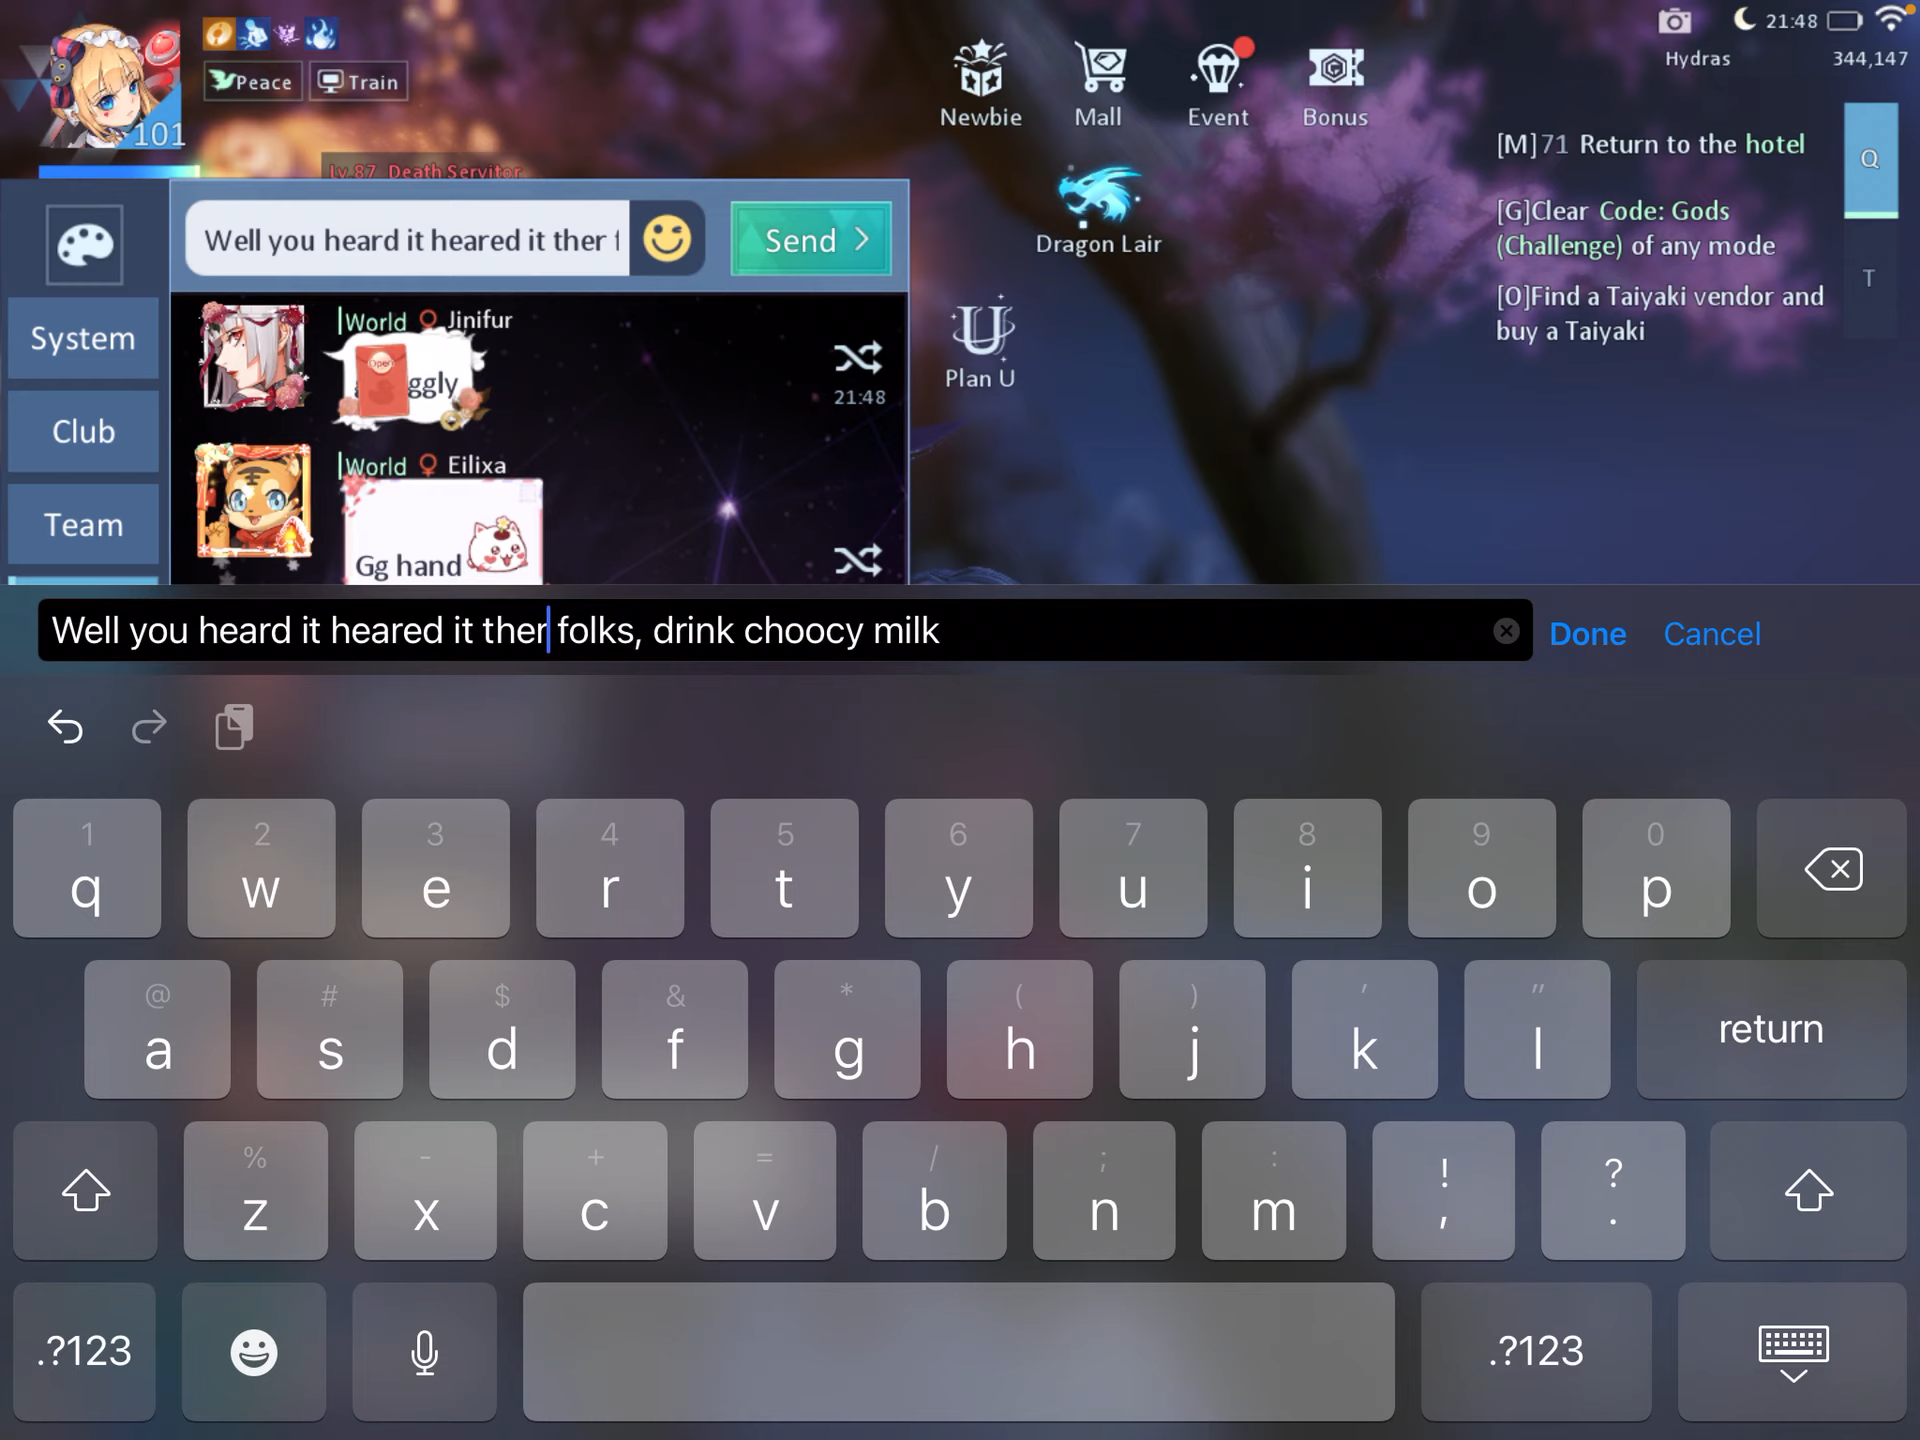 101
Peace
Train
Lv.87 Death Servitor
Newbie
Mall
Event
Bonus
Dragon Lair
Plan U
21:48
Hydras
344,147
[M]71 Return to the hotel
[G]Clear Code: Gods
(Challenge) of any mode
[O]Find a Taiyaki vendor and
buy a Taiyaki
Q
T
Well you heard it heared it ther
Send
System
Club
Team
World Jinifur
Open
ggly
21:48
World Eilixa
Gg hand
Well you heard it heared it ther folks, drink choocy milk
Done
Cancel
1 2 3 4 5 6 7 8 9 0
q w e r t y u i o p
@ # $ & * ( ) ' "
a s d f g h j k l return
% - + = / ; : ! ?
z x c v b n m , .
.?123 .?123